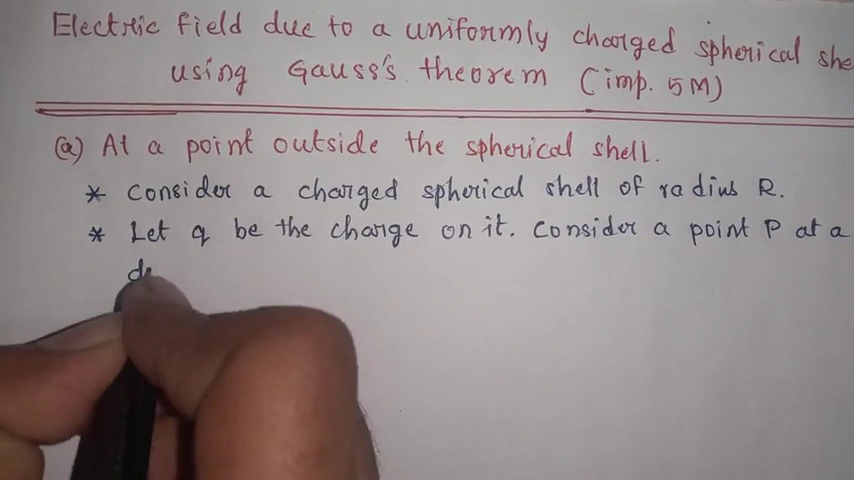 Electric field due to a uniformly charged spherical she
using Gauss's theorem (imp. 5M)
(a) At a point outside the spherical shell.
* Consider a charged spherical shell of radius R.
* Let q be the charge on it. Consider a point P at a